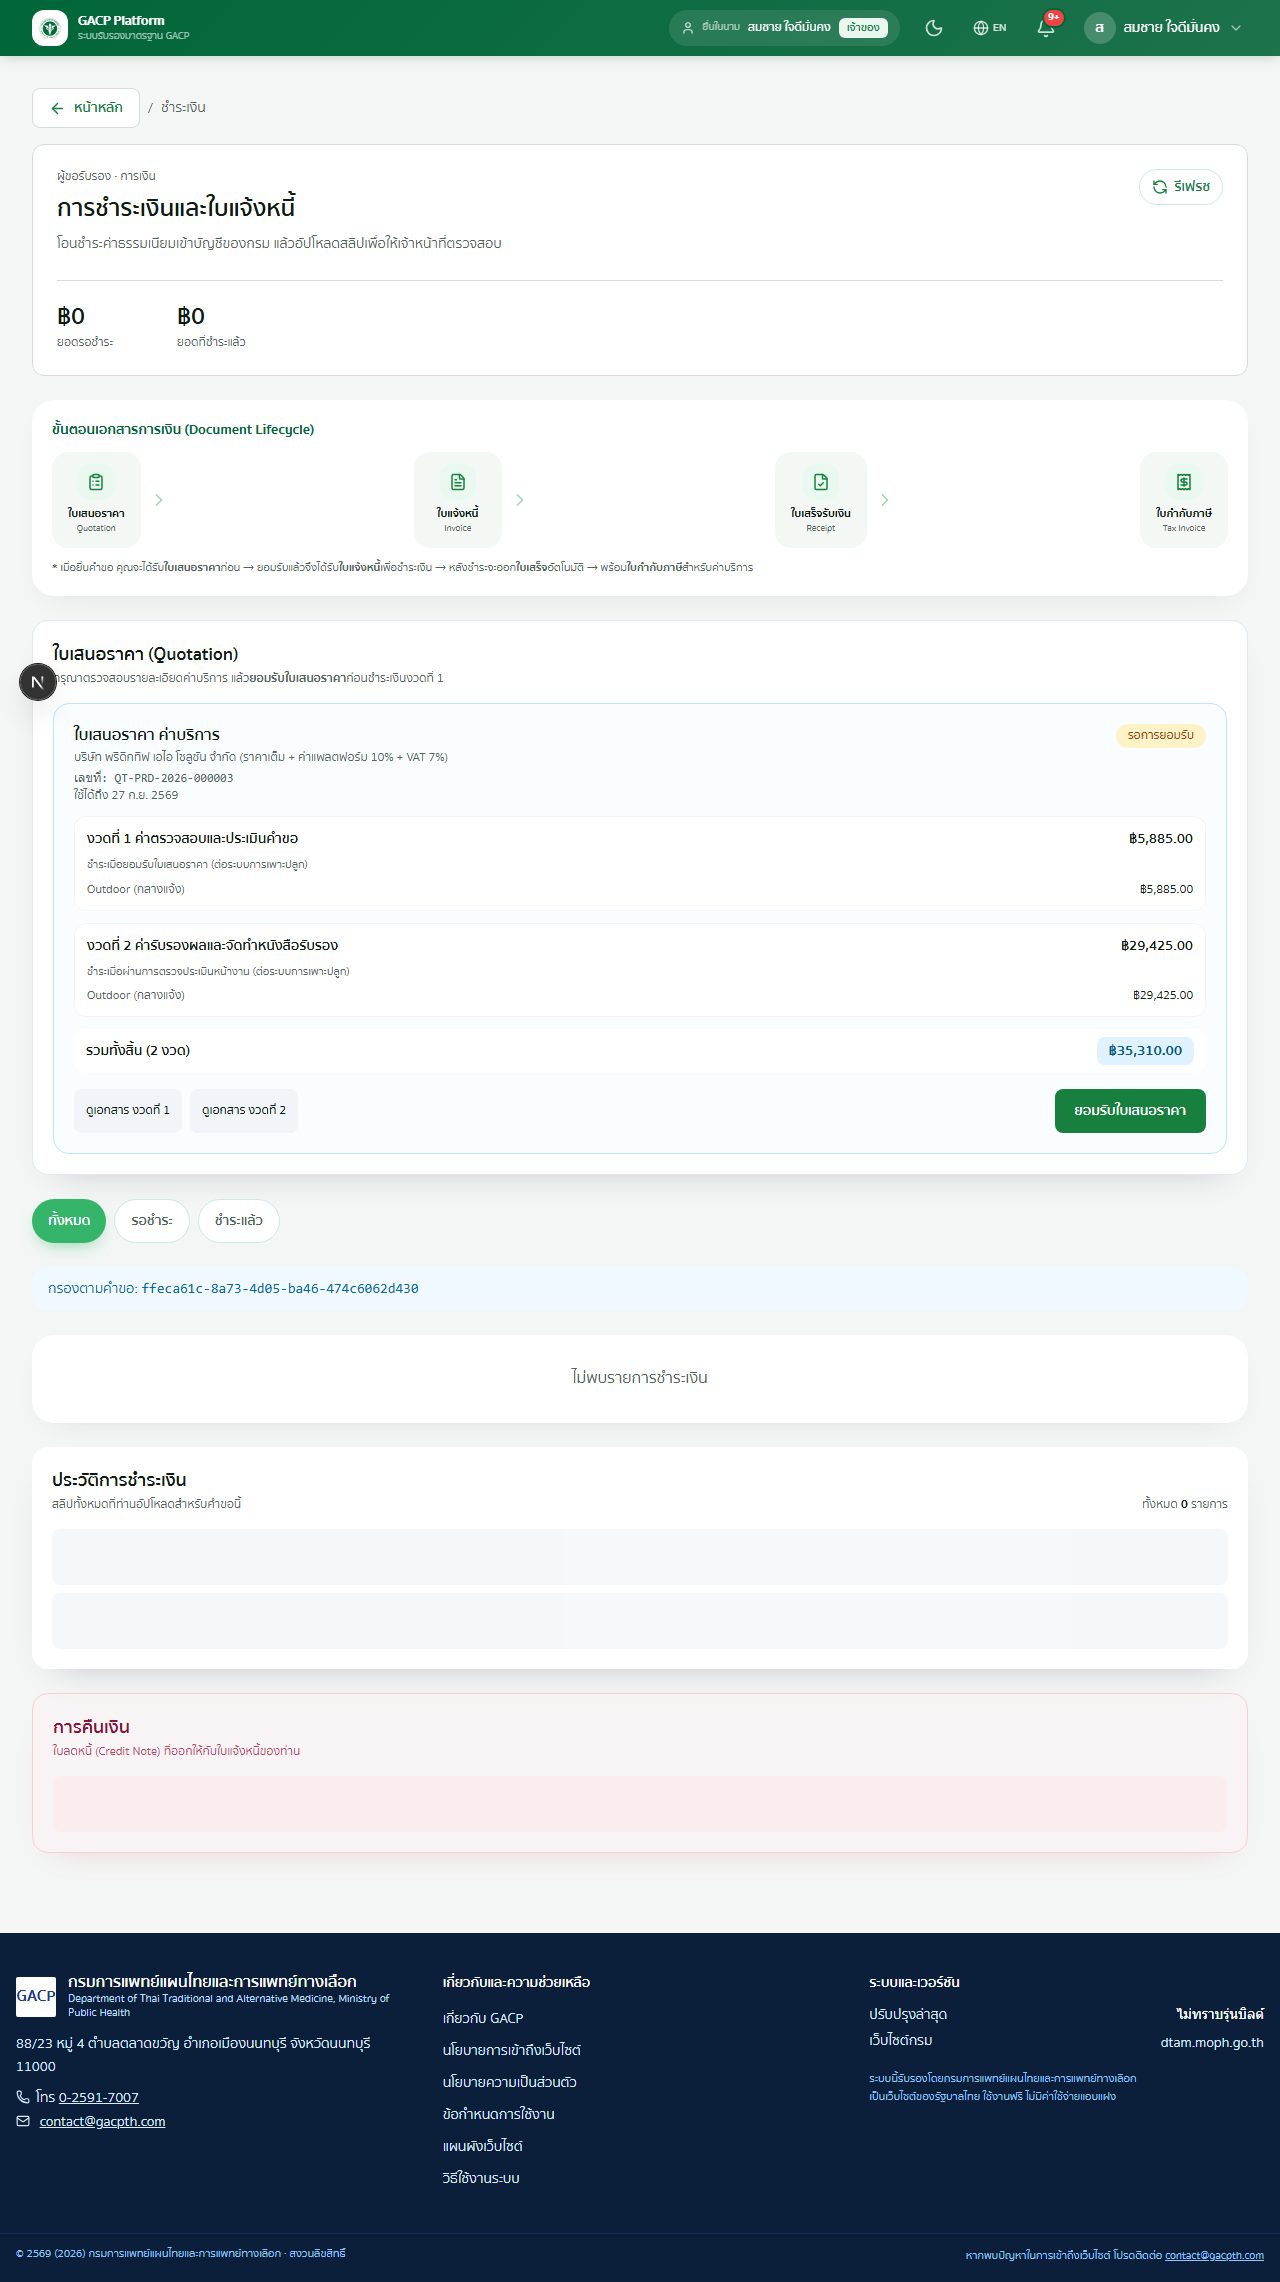 GACP Platform
ระบบรับรองมาตรฐาน GACP
ยื่นในนาม สมชาย ใจดีมั่นคง เจ้าของ
EN
9+
ส สมชาย ใจดีมั่นคง
หน้าหลัก / ชำระเงิน
ผู้ขอรับรอง · การเงิน
การชำระเงินและใบแจ้งหนี้
รีเฟรช
โอนชำระค่าธรรมเนียมเข้าบัญชีของกรม แล้วอัปโหลดสลิปเพื่อให้เจ้าหน้าที่ตรวจสอบ
฿0 ฿0
ยอดรอชำระ ยอดที่ชำระแล้ว
ขั้นตอนเอกสารการเงิน (Document Lifecycle)
ใบเสนอราคา ใบแจ้งหนี้ ใบเสร็จรับเงิน ใบกำกับภาษี
Quotation Invoice Receipt Tax Invoice
* เมื่อยื่นคำขอ คุณจะได้รับใบเสนอราคาก่อน → ยอมรับแล้วจึงได้รับใบแจ้งหนี้เพื่อชำระเงิน → หลังชำระจะออกใบเสร็จอัตโนมัติ → พร้อมใบกำกับภาษีสำหรับค่าบริการ
ใบเสนอราคา (Quotation)
กรุณาตรวจสอบรายละเอียดค่าบริการ แล้วยอมรับใบเสนอราคาก่อนชำระเงินงวดที่ 1
N
ใบเสนอราคา ค่าบริการ
รอการยอมรับ
บริษัท พรีดิกทีฟ เอไอ โซลูชัน จำกัด (ราคาเต็ม + ค่าแพลตฟอร์ม 10% + VAT 7%)
เลขที่: QT-PRD-2026-000003
ใช้ได้ถึง 27 ก.ย. 2569
งวดที่ 1 ค่าตรวจสอบและประเมินคำขอ ฿5,885.00
ชำระเมื่อยอมรับใบเสนอราคา (ต่อระบบการเพาะปลูก)
Outdoor (กลางแจ้ง) ฿5,885.00
งวดที่ 2 ค่ารับรองผลและจัดทำหนังสือรับรอง ฿29,425.00
ชำระเมื่อผ่านการตรวจประเมินหน้างาน (ต่อระบบการเพาะปลูก)
Outdoor (กลางแจ้ง) ฿29,425.00
รวมทั้งสิ้น (2 งวด) ฿35,310.00
ดูเอกสาร งวดที่ 1 ดูเอกสาร งวดที่ 2 ยอมรับใบเสนอราคา
ทั้งหมด รอชำระ ชำระแล้ว
กรองตามคำขอ: ffeca61c-8a73-4d05-ba46-474c6062d430
ไม่พบรายการชำระเงิน
ประวัติการชำระเงิน
สลิปทั้งหมดที่ท่านอัปโหลดสำหรับคำขอนี้ ทั้งหมด 0 รายการ
การคืนเงิน
ใบลดหนี้ (Credit Note) ที่ออกให้กับใบแจ้งหนี้ของท่าน
GACP
กรมการแพทย์แผนไทยและการแพทย์ทางเลือก
Department of Thai Traditional and Alternative Medicine, Ministry of
Public Health
88/23 หมู่ 4 ตำบลตลาดขวัญ อำเภอเมืองนนทบุรี จังหวัดนนทบุรี
11000
โทร 0-2591-7007
contact@gacpth.com
เกี่ยวกับและความช่วยเหลือ
เกี่ยวกับ GACP
นโยบายการเข้าถึงเว็บไซต์
นโยบายความเป็นส่วนตัว
ข้อกำหนดการใช้งาน
แผนผังเว็บไซต์
วิธีใช้งานระบบ
ระบบและเวอร์ชัน
ปรับปรุงล่าสุด ไม่ทราบรุ่นบิลด์
เว็บไซต์กรม dtam.moph.go.th
ระบบนี้รับรองโดยกรมการแพทย์แผนไทยและการแพทย์ทางเลือก
เป็นเว็บไซต์ของรัฐบาลไทย ใช้งานฟรี ไม่มีค่าใช้จ่ายแอบแฝง
© 2569 (2026) กรมการแพทย์แผนไทยและการแพทย์ทางเลือก · สงวนลิขสิทธิ์
หากพบปัญหาในการเข้าถึงเว็บไซต์ โปรดติดต่อ contact@gacpth.com